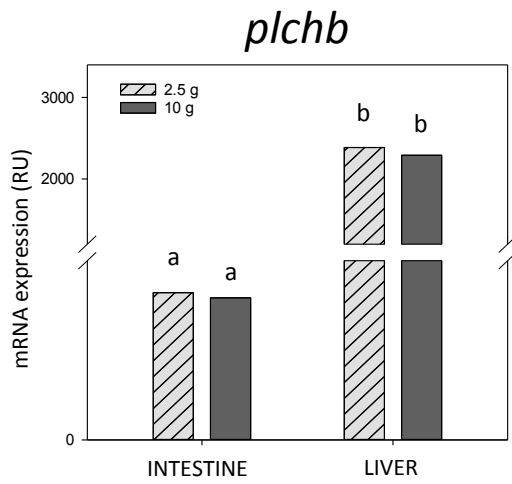 plchb
2.5 g
10 g
3000
2000
0
mRNA expression (RU)
a
a
b
b
INTESTINE
LIVER